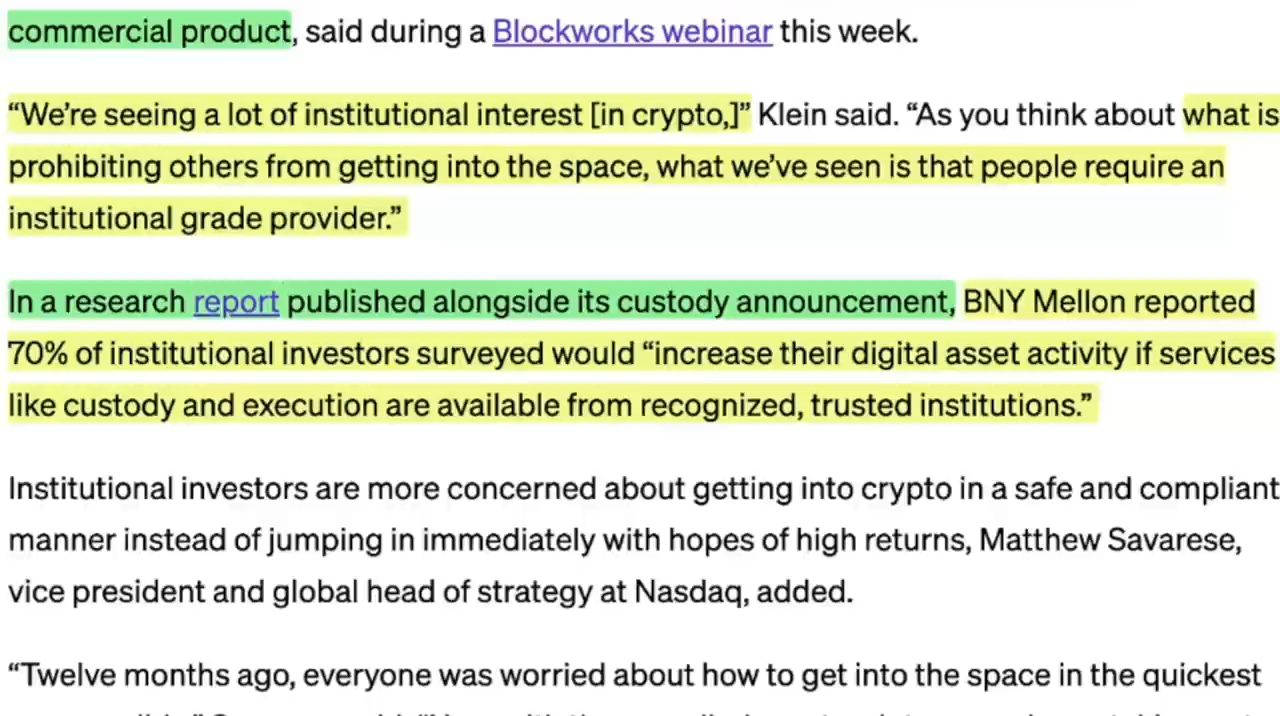 commercial product, said during a Blockworks webinar this week.
“We’re seeing a lot of institutional interest [in crypto,]” Klein said. “As you think about what is
prohibiting others from getting into the space, what we’ve seen is that people require an
institutional grade provider.”
In a research report published alongside its custody announcement, BNY Mellon reported
70% of institutional investors surveyed would “increase their digital asset activity if services
like custody and execution are available from recognized, trusted institutions.”
Institutional investors are more concerned about getting into crypto in a safe and compliant
manner instead of jumping in immediately with hopes of high returns, Matthew Savarese,
vice president and global head of strategy at Nasdaq, added.
“Twelve months ago, everyone was worried about how to get into the space in the quickest